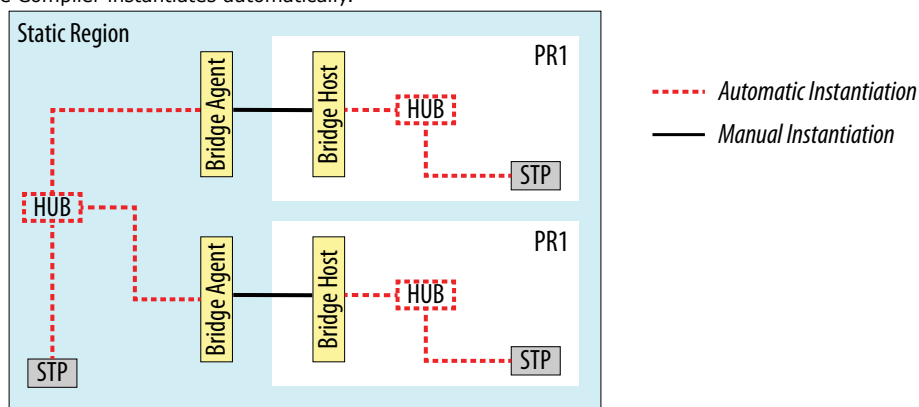 e Compiler instantiates automatically.
Static Region
PR1
Bridge Agent
Bridge Host
HUB
STP
Automatic Instantiation
Manual Instantiation
HUB
PR1
Bridge Agent
Bridge Host
HUB
STP
STP